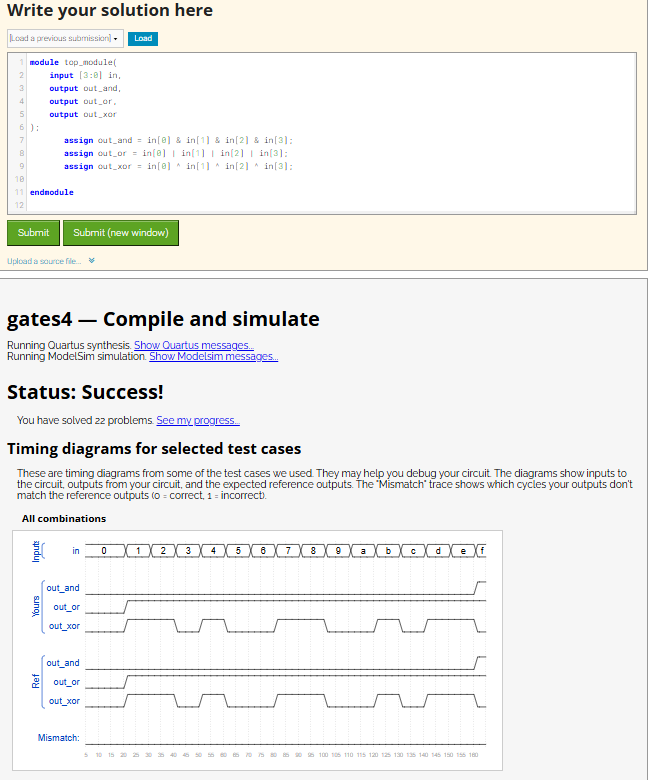 Write your solution here
[Load a previous submission]
Load
1 module top_module(
2 input [3:0] in,
3 output out_and,
4 output out_or,
5 output out_xor
6 );
7 assign out_and = in[0] & in[1] & in[2] & in[3];
8 assign out_or = in[0] | in[1] | in[2] | in[3];
9 assign out_xor = in[0] ^ in[1] ^ in[2] ^ in[3];
10
11 endmodule
12
Submit Submit (new window)
Upload a source file...
gates4 — Compile and simulate
Running Quartus synthesis. Show Quartus messages...
Running ModelSim simulation. Show Modelsim messages...
Status: Success!
You have solved 22 problems. See my progress...
Timing diagrams for selected test cases
These are timing diagrams from some of the test cases we used. They may help you debug your circuit. The diagrams show inputs to
the circuit, outputs from your circuit, and the expected reference outputs. The "Mismatch" trace shows which cycles your outputs don't
match the reference outputs (0 = correct, 1 = incorrect).
All combinations
Inputs
in 0 1 2 3 4 5 6 7 8 9 a b c d e f
Yours
out_and
out_or
out_xor
Ref
out_and
out_or
out_xor
Mismatch:
5 10 15 20 25 30 35 40 45 50 55 60 65 70 75 80 85 90 95 100 105 110 115 120 125 130 135 140 145 150 155 160